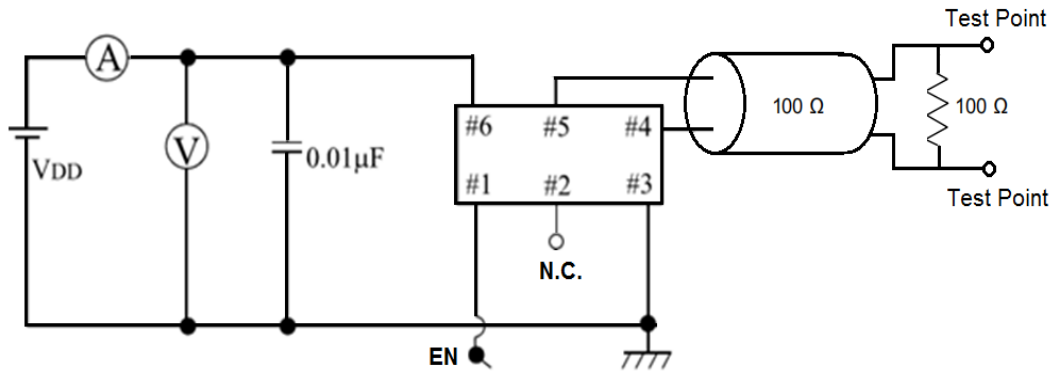 Test Point
A
#6 #5 #4
100 Ω
100 Ω
V
0.01µF
VDD
#1 #2 #3
Test Point
N.C.
EN